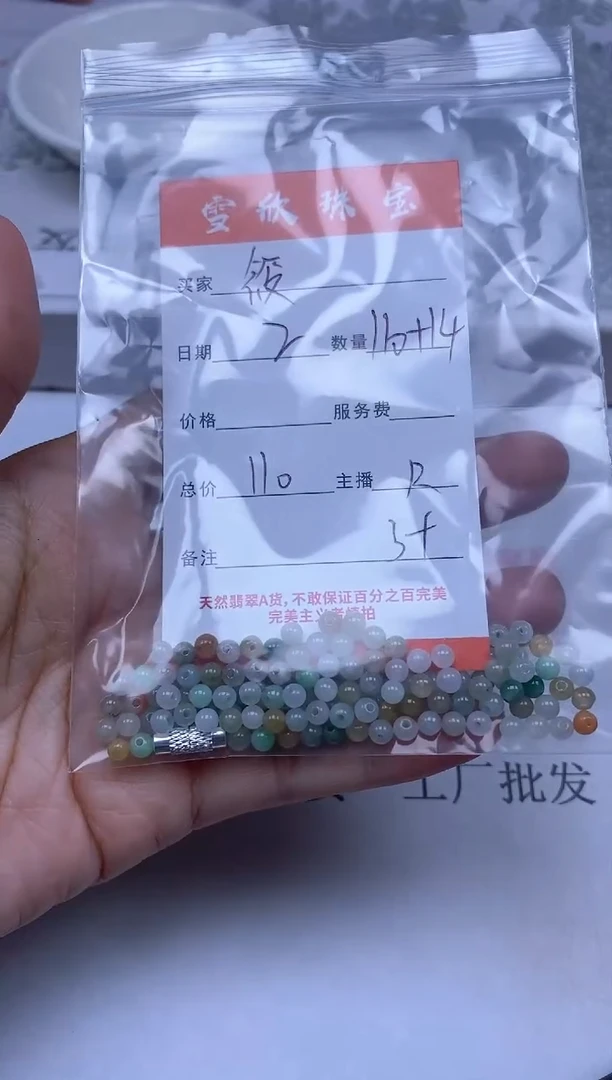 雪欣珠宝
买家
日期 2 数量 110+14
价格 服务费
总价 110 主播 12
备注 5+
天然翡翠A货,不敢保证百分之百完美
完美主义者慎拍
工厂批发